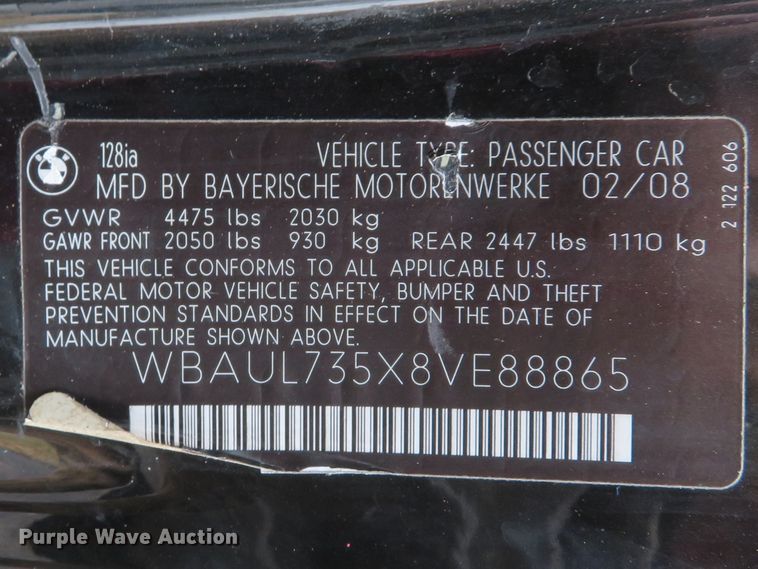 128ia VEHICLE TYPE: PASSENGER CAR
MFD BY BAYERISCHE MOTORENWERKE 02/08
GVWR 4475 lbs 2030 kg
GAWR FRONT 2050 lbs 930 kg REAR 2447 lbs 1110 kg
THIS VEHICLE CONFORMS TO ALL APPLICABLE U.S.
FEDERAL MOTOR VEHICLE SAFETY, BUMPER AND THEFT
PREVENTION STANDARDS IN EFFECT ON THE DATE OF
MANUFACTURE SHOWN ABOVE.
WBAUL735X8VE88865
2 122 606
Purple Wave Auction